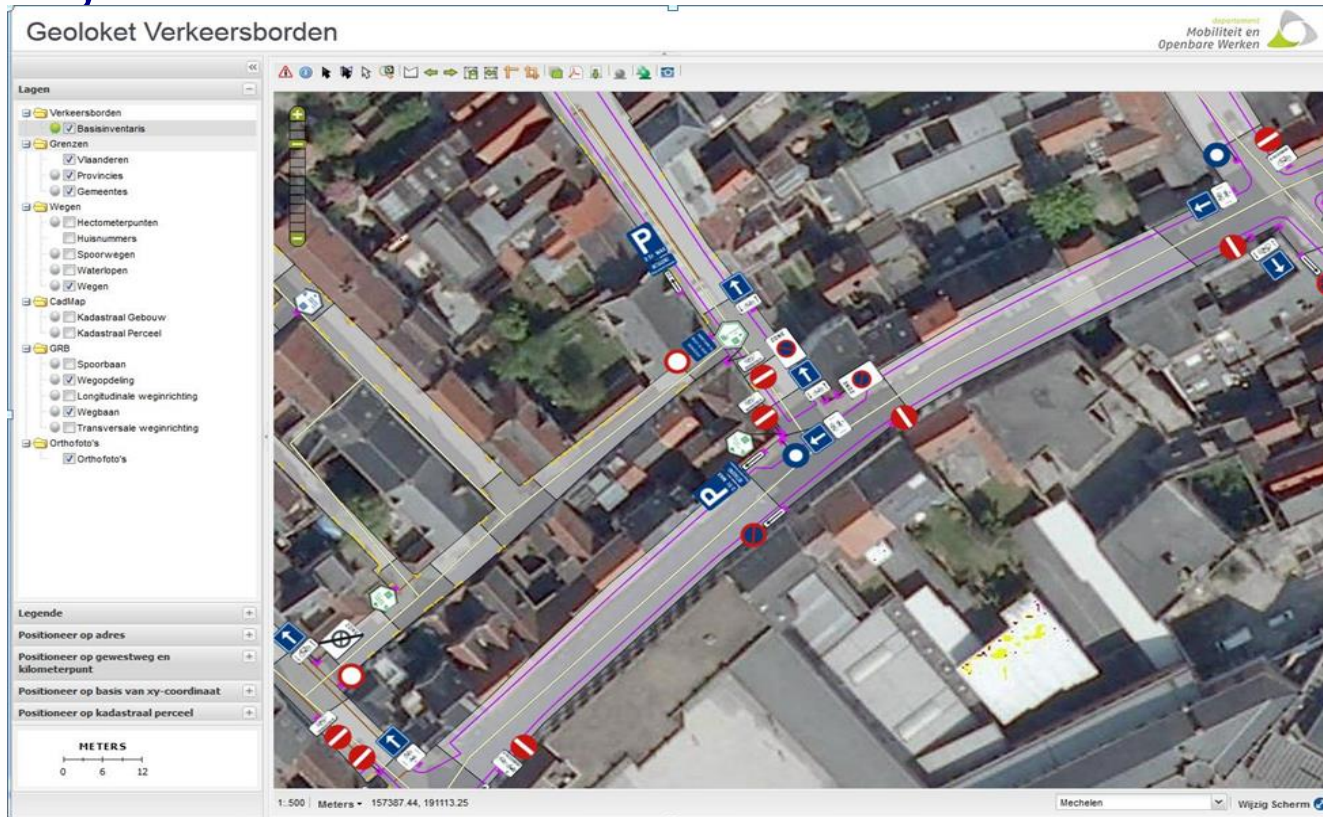 Geoloket Verkeersborden
departement
Mobiliteit en
Openbare Werken
Lagen
Verkeersborden
Basisinventaris
Grenzen
Vlaanderen
Provincies
Gemeentes
Wegen
Hectometerpunten
Huisnummers
Spoorwegen
Waterlopen
Wegen
CadMap
Kadastraal Gebouw
Kadastraal Perceel
GRB
Spoorbaan
Wegopdeling
Longitudinale weginrichting
Wegbaan
Transversale weginrichting
Orthofoto's
Orthofoto's
Legende
Positioneer op adres
Positioneer op gewestweg en
kilometerpunt
Positioneer op basis van xy-coordinaat
Positioneer op kadastraal perceel
METERS
0 6 12
P
ZONE
ZONE
P
1:.500 Meters 157387.44, 191113.25
Mechelen
Wijzig Scherm